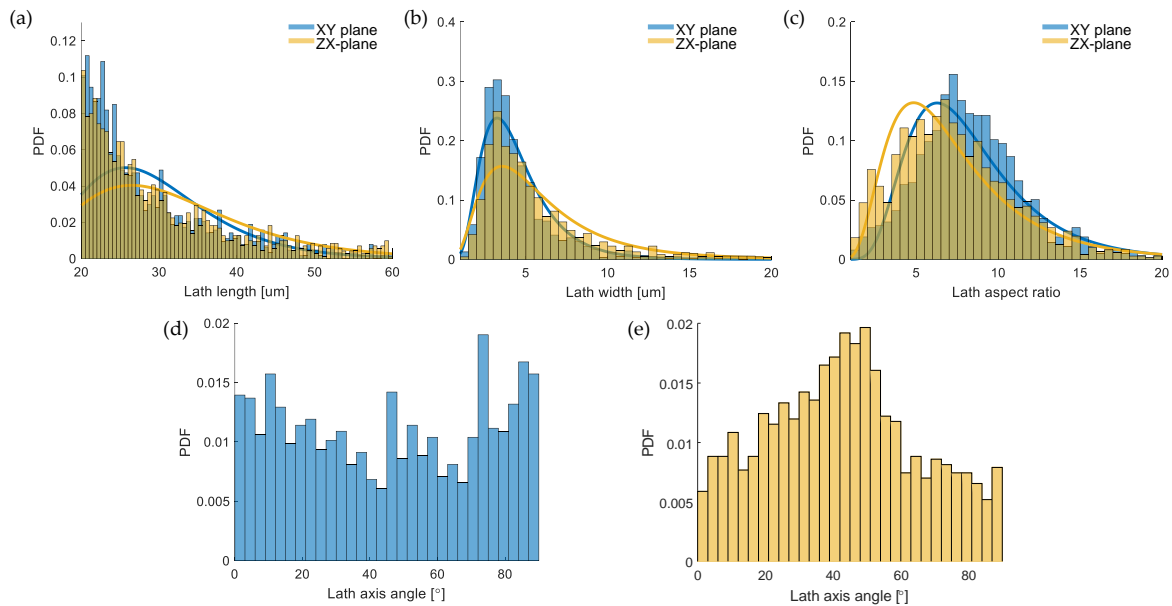 (a)
XY plane
ZX-plane
PDF
0.12
0.1
0.08
0.06
0.04
0.02
0
20
30
40
50
60
Lath length [um]
(b)
XY plane
ZX-plane
PDF
0.4
0.3
0.2
0.1
0
5
10
15
20
Lath width [um]
(c)
XY plane
ZX-plane
PDF
0.2
0.15
0.1
0.05
0
5
10
15
20
Lath aspect ratio
(d)
PDF
0.02
0.015
0.01
0.005
0
0
20
40
60
80
Lath axis angle [°]
(e)
PDF
0.02
0.015
0.01
0.005
0
0
20
40
60
80
Lath axis angle [°]